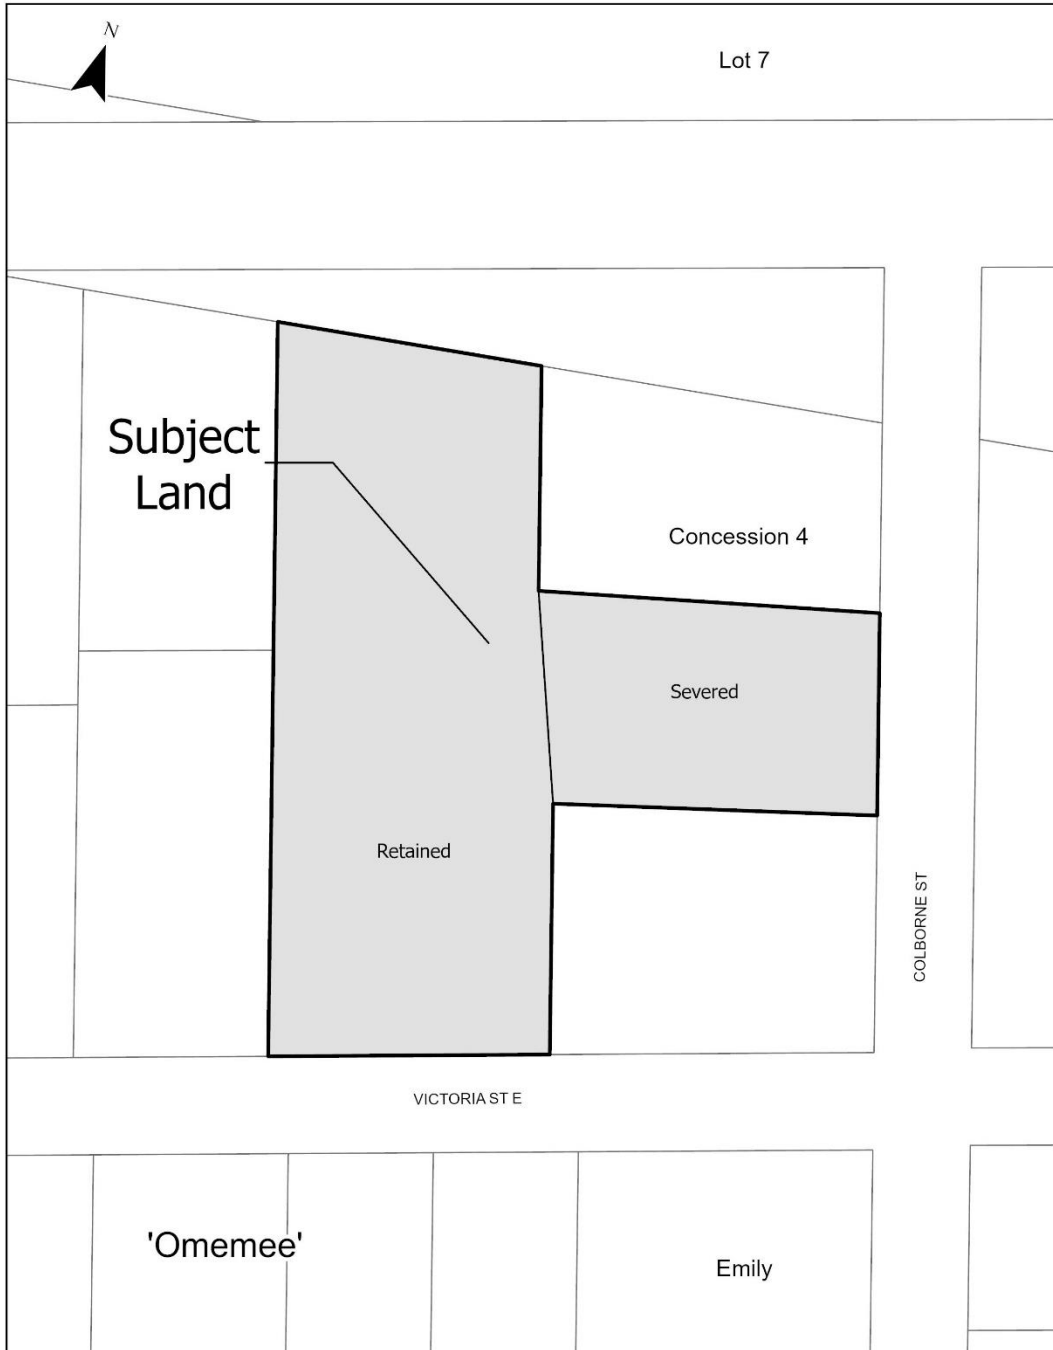 N
Lot 7
Subject
Land
Concession 4
Severed
Retained
COLBORNE ST
VICTORIA ST E
'Omemee'
Emily